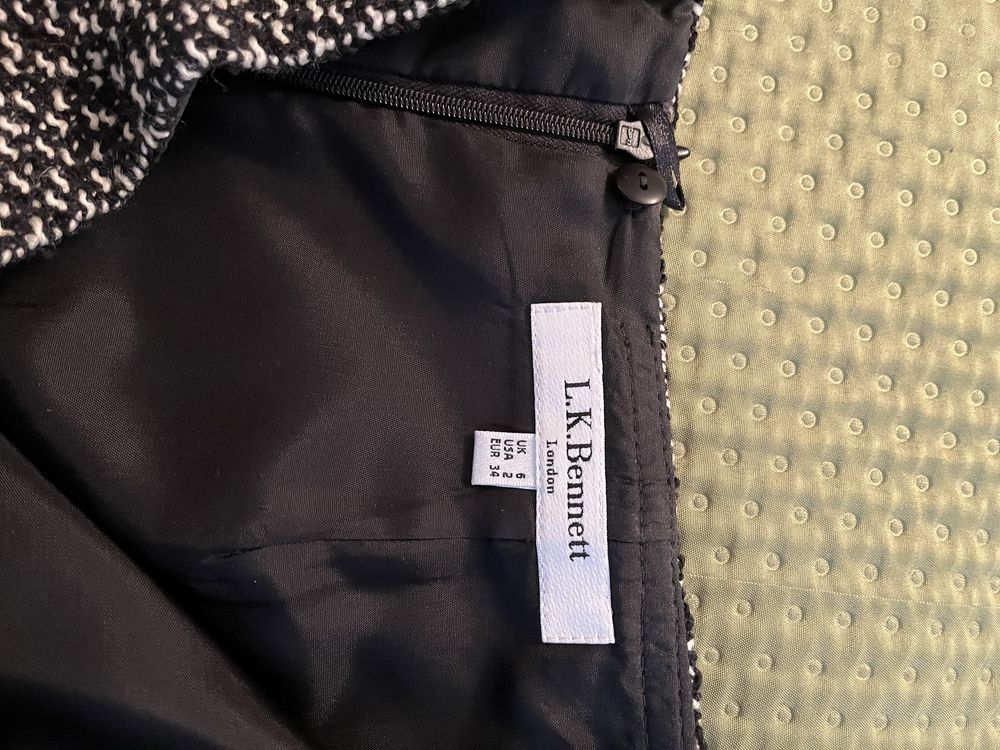 L.K.Bennett
London
UK 6
USA 2
EUR 34